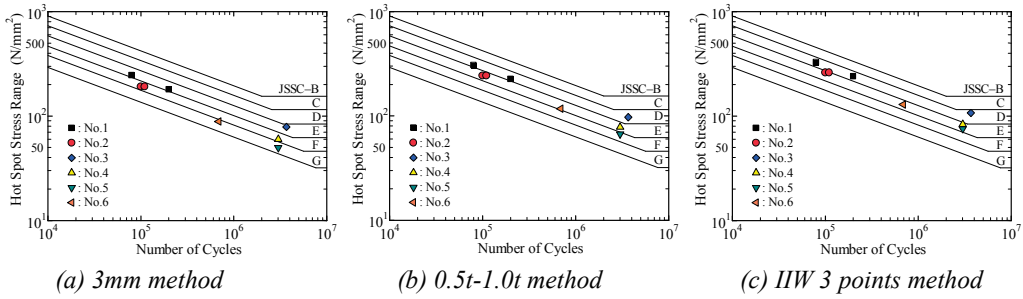 Hot Spot Stress Range (N/mm²)
10³
500
10²
50
10¹
JSSC–B
C
D
E
F
G
: No.1
: No.2
: No.3
: No.4
: No.5
: No.6
10⁴ 10⁵ 10⁶ 10⁷
Number of Cycles
(a) 3mm method
Hot Spot Stress Range (N/mm²)
10³
500
10²
50
10¹
JSSC–B
C
D
E
F
G
: No.1
: No.2
: No.3
: No.4
: No.5
: No.6
10⁴ 10⁵ 10⁶ 10⁷
Number of Cycles
(b) 0.5t-1.0t method
Hot Spot Stress Range (N/mm²)
10³
500
10²
50
10¹
JSSC–B
C
D
E
F
G
: No.1
: No.2
: No.3
: No.4
: No.5
: No.6
10⁴ 10⁵ 10⁶ 10⁷
Number of Cycles
(c) IIW 3 points method